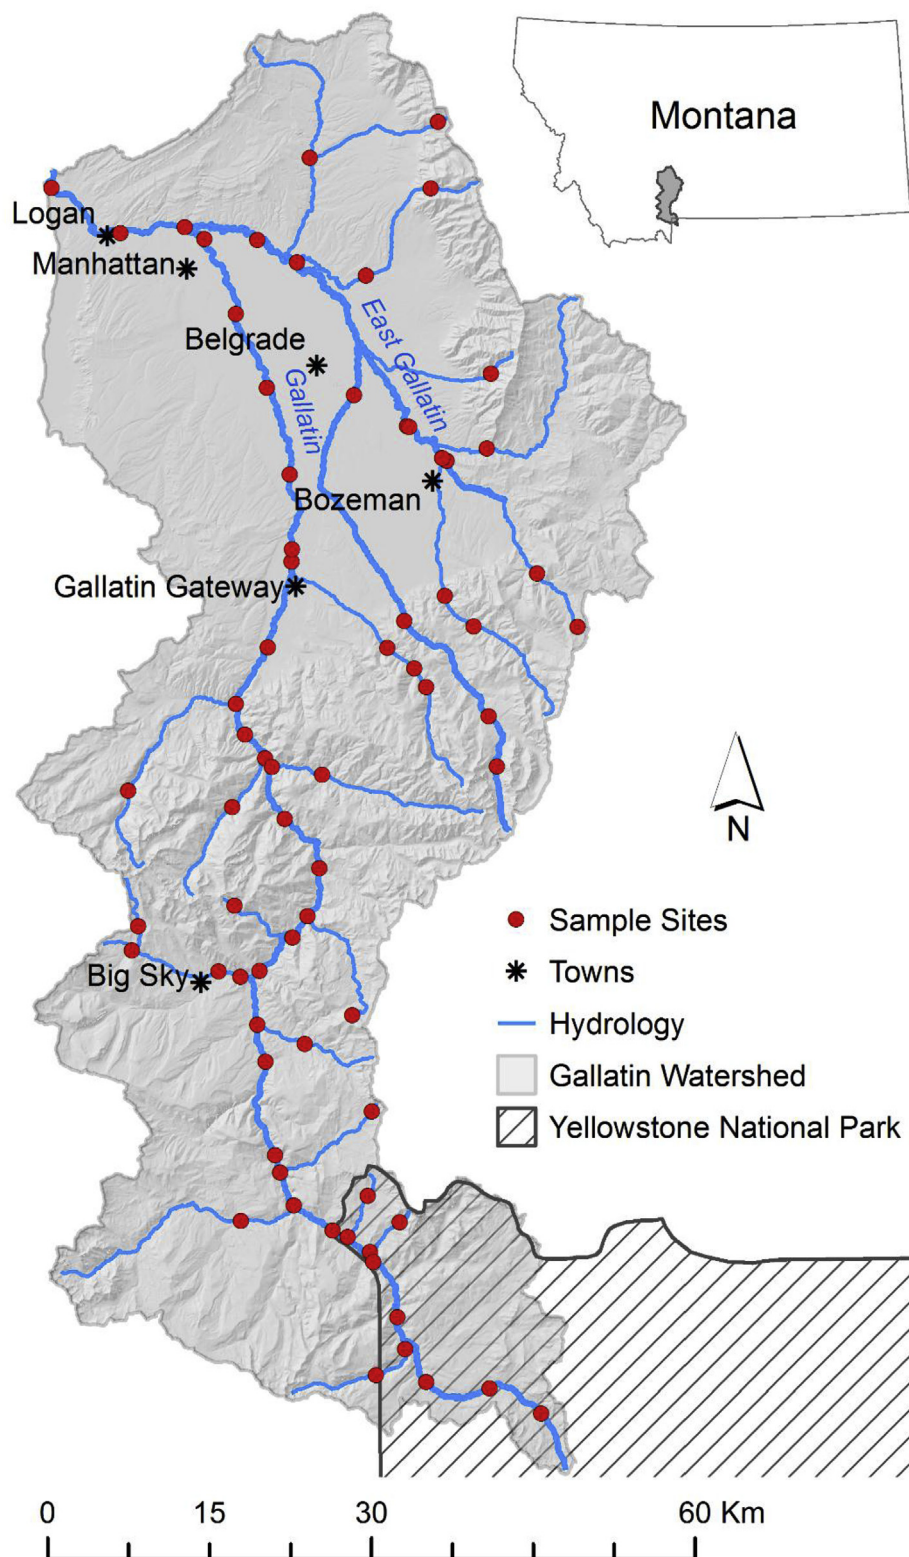 Montana
Logan
Manhattan
Belgrade
East Gallatin
Gallatin
Bozeman
Gallatin Gateway
N
Sample Sites
Big Sky
Towns
Hydrology
Gallatin Watershed
Yellowstone National Park
0 15 30 60 Km